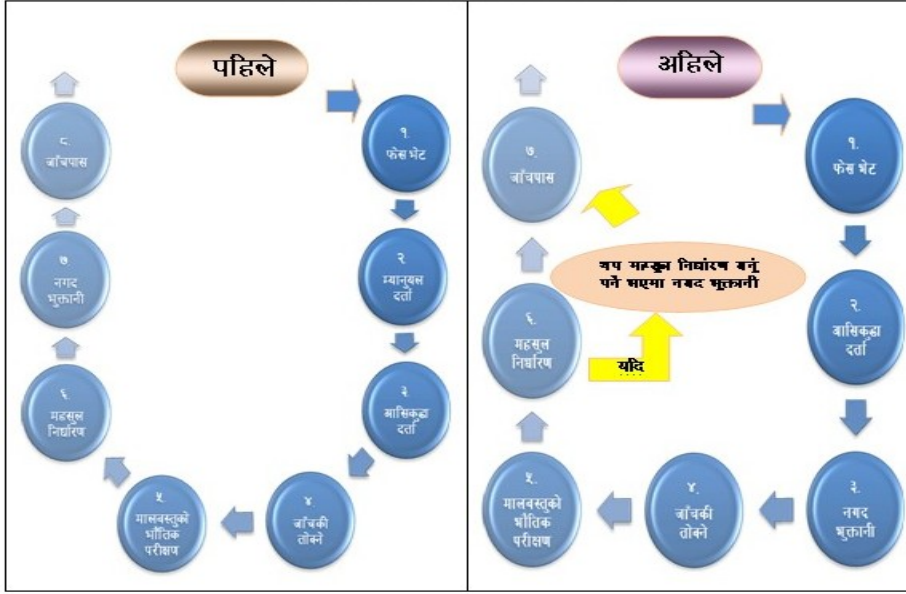 पहिले
१.
फेस भेट
२.
म्यानुयल
दर्ता
३.
आसिकुडा
दर्ता
४
जाँचकी
तोक्ने
५
मालवस्तुको
भौतिक
परीक्षण
६
महसुल
निर्धारण
७
नगद
भुक्तानी
८.
जाँचपास
अहिले
१.
फेस भेट
२.
आसिकुडा
दर्ता
३.
नगद
भुक्तानी
४
जाँचकी
तोक्ने
५.
मालवस्तुको
भौतिक
परीक्षण
६.
महसुल
निर्धारण
यदि
थप महसुल निर्धारण गर्नु
पर्ने भएमा नगद भुक्तानी
७.
जाँचपास